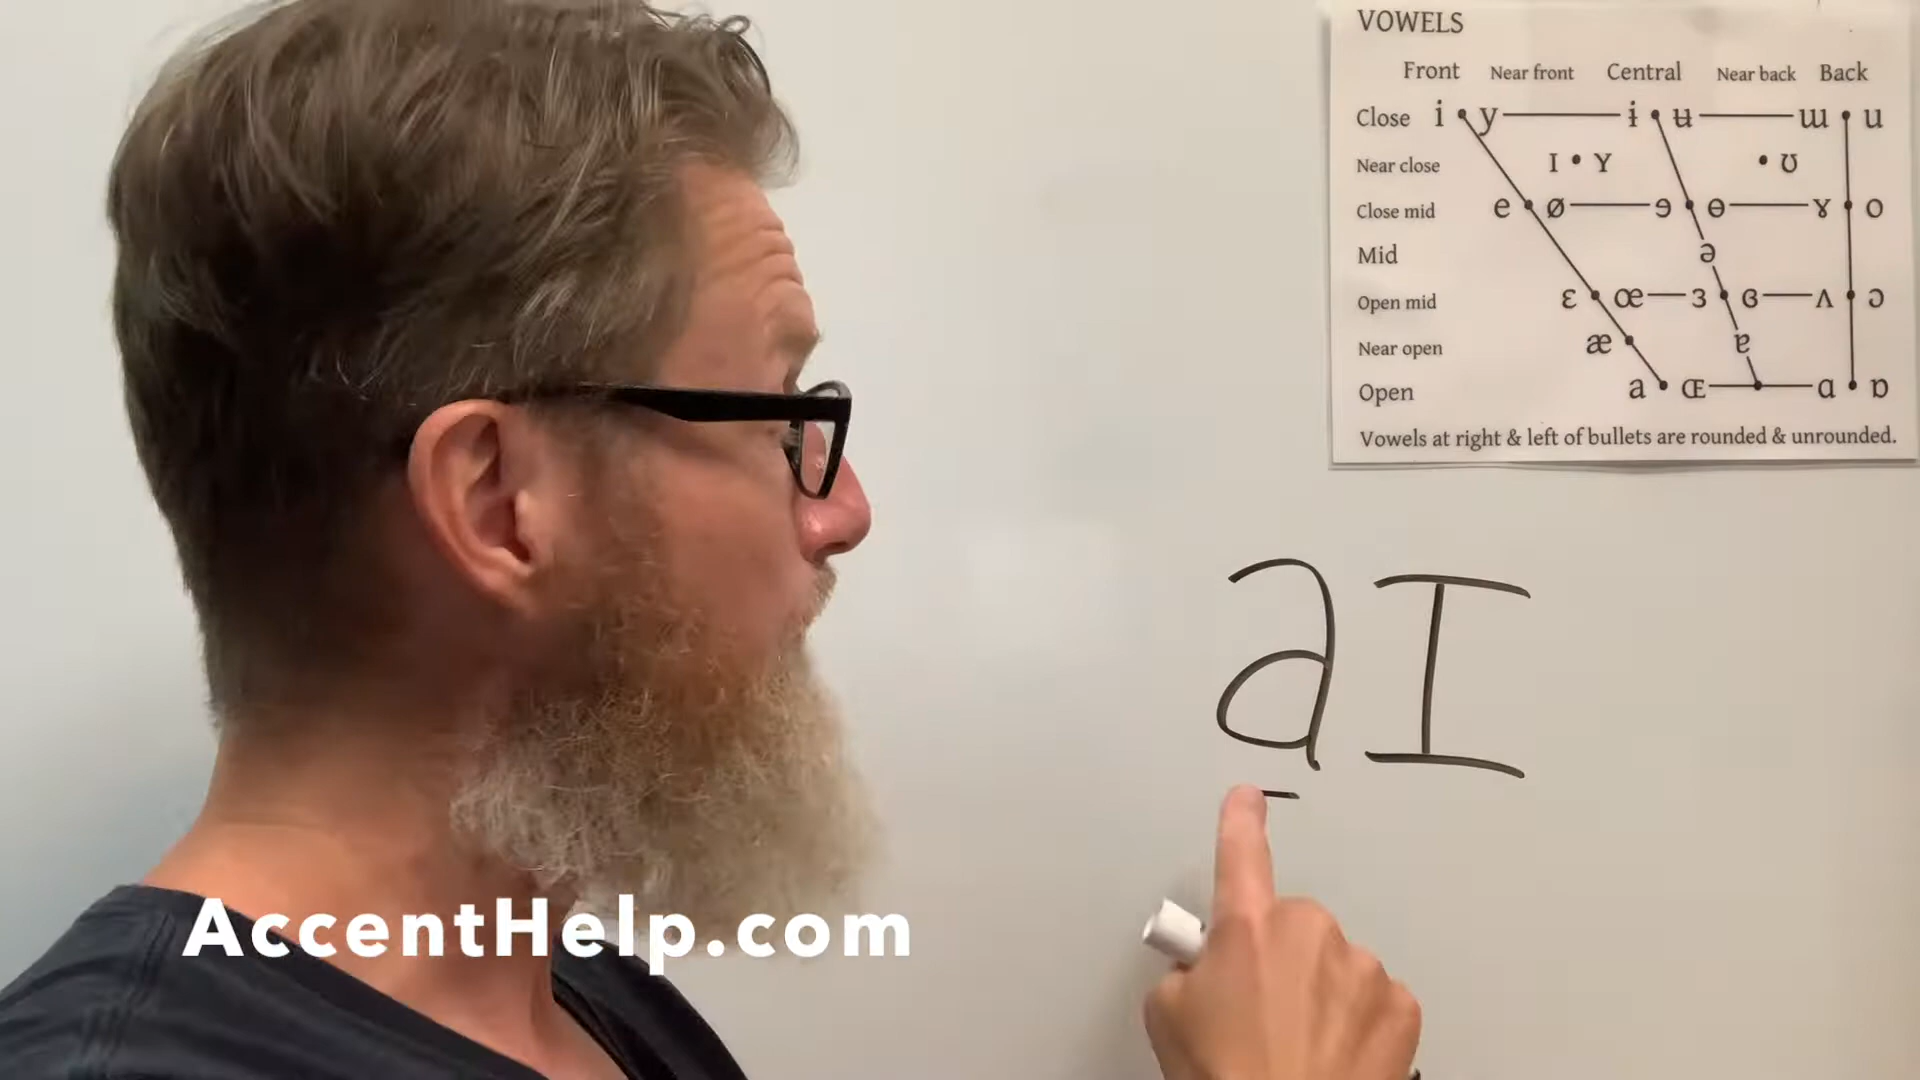 VOWELS
Front Near front Central Near back Back
Close i • y ɨ • ʉ ɯ • u
Near close ɪ • ʏ • ʊ
Close mid e • ø ɘ • ɵ ɤ • o
Mid ə
Open mid ɛ • œ ɜ • ɞ ʌ • ɔ
Near open æ • ɐ
Open a • ɶ • ɑ • ɒ
Vowels at right & left of bullets are rounded & unrounded.
a̠ɪ
AccentHelp.com